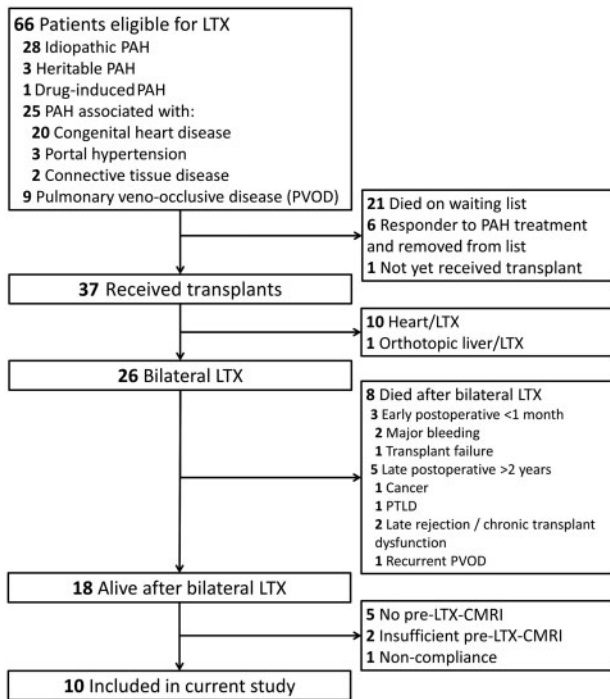 66 Patients eligible for LTX
28 Idiopathic PAH
3 Heritable PAH
1 Drug-induced PAH
25 PAH associated with:
20 Congenital heart disease
3 Portal hypertension
2 Connective tissue disease
9 Pulmonary veno-occlusive disease (PVOD)
21 Died on waiting list
6 Responder to PAH treatment
and removed from list
1 Not yet received transplant
37 Received transplants
10 Heart/LTX
1 Orthotopic liver/LTX
26 Bilateral LTX
8 Died after bilateral LTX
3 Early postoperative <1 month
2 Major bleeding
1 Transplant failure
5 Late postoperative >2 years
1 Cancer
1 PTLD
2 Late rejection / chronic transplant
dysfunction
1 Recurrent PVOD
18 Alive after bilateral LTX
5 No pre-LTX-CMRI
2 Insufficient pre-LTX-CMRI
1 Non-compliance
10 Included in current study